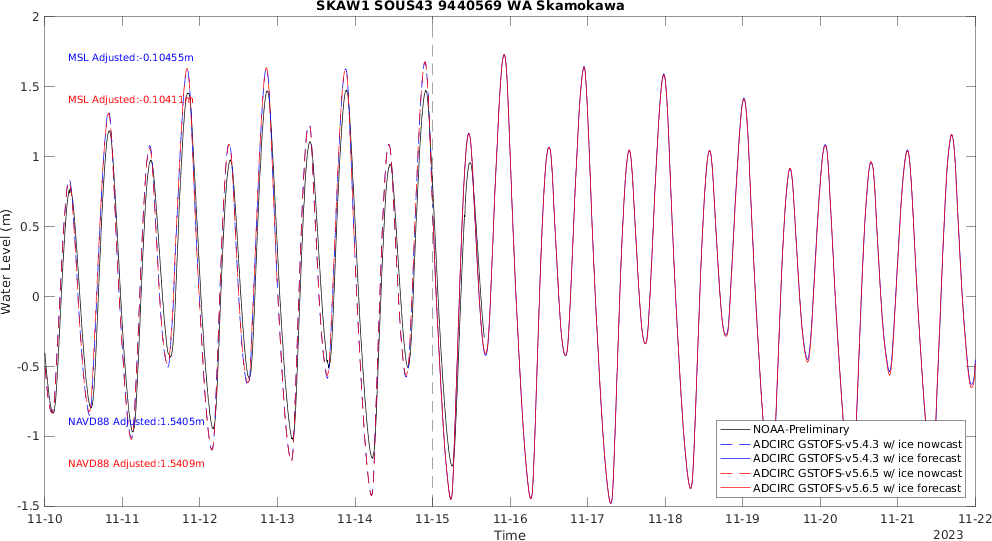 SKAW1 SOUS43 9440569 WA Skamokawa
2
1.5
1
0.5
0
-0.5
-1
-1.5
Water Level (m)
MSL Adjusted:-0.10455m
MSL Adjusted:-0.10411m
NAVD88 Adjusted:1.5405m
NAVD88 Adjusted:1.5409m
NOAA-Preliminary
ADCIRC GSTOFS-v5.4.3 w/ ice nowcast
ADCIRC GSTOFS-v5.4.3 w/ ice forecast
ADCIRC GSTOFS-v5.6.5 w/ ice nowcast
ADCIRC GSTOFS-v5.6.5 w/ ice forecast
11-10 11-11 11-12 11-13 11-14 11-15 11-16 11-17 11-18 11-19 11-20 11-21 11-22
Time
2023